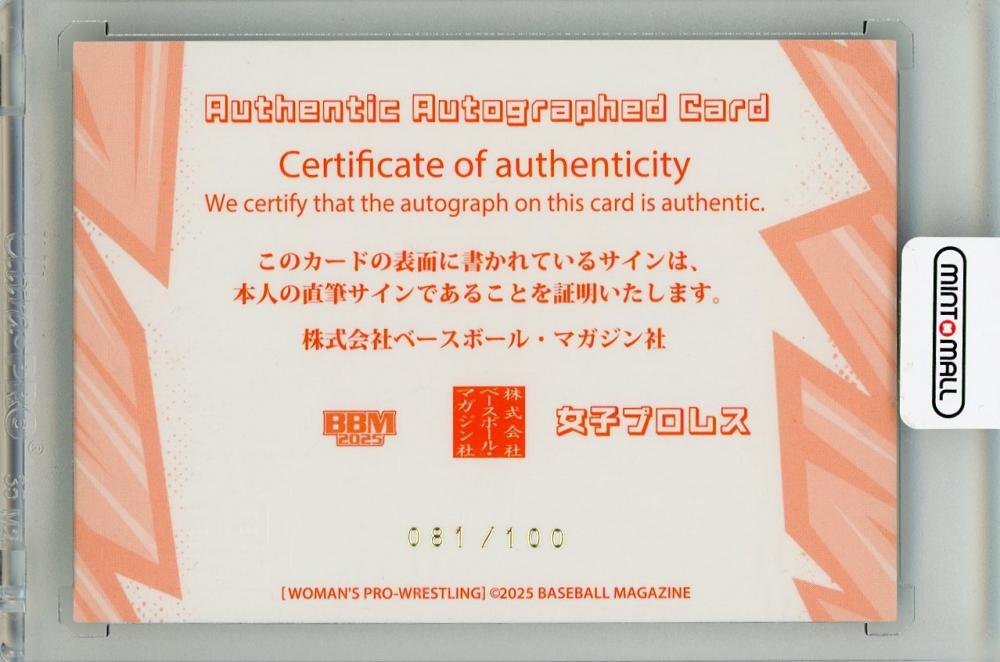 Authentic Autographed Card
Certificate of authenticity
We certify that the autograph on this card is authentic.
このカードの表面に書かれているサインは、
本人の直筆サインであることを証明いたします。
株式会社ベースボール・マガジン社
BBM
2025
株式会社
ベースボール・
マガジン社
女子プロレス
081/100
[WOMAN'S PRO-WRESTLING] ©2025 BASEBALL MAGAZINE
MINTOMALL